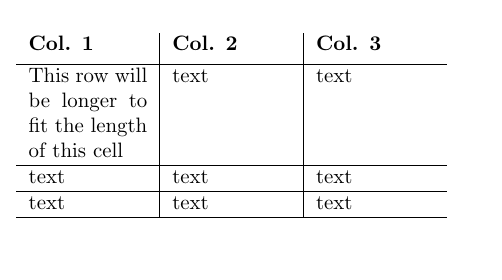 Col. 1 Col. 2 Col. 3
This row will text text
be longer to
fit the length
of this cell
text text text
text text text